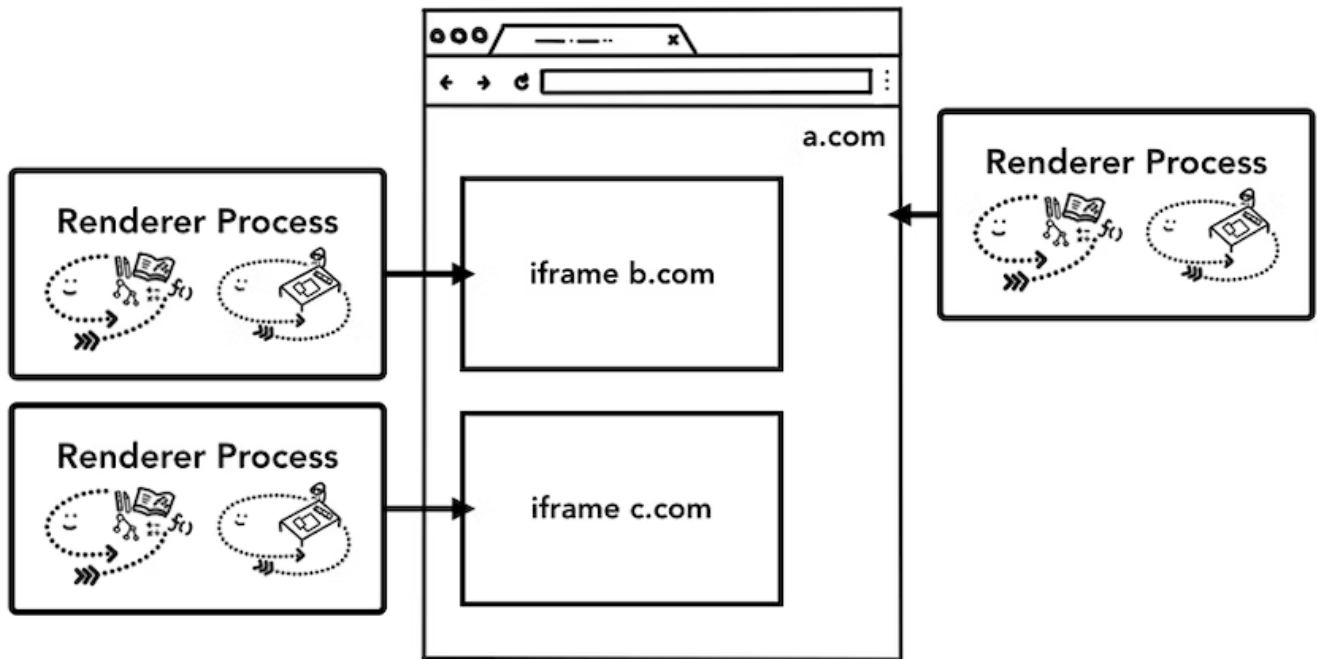 a.com
Renderer Process
f()
Renderer Process
f()
iframe b.com
Renderer Process
f()
iframe c.com